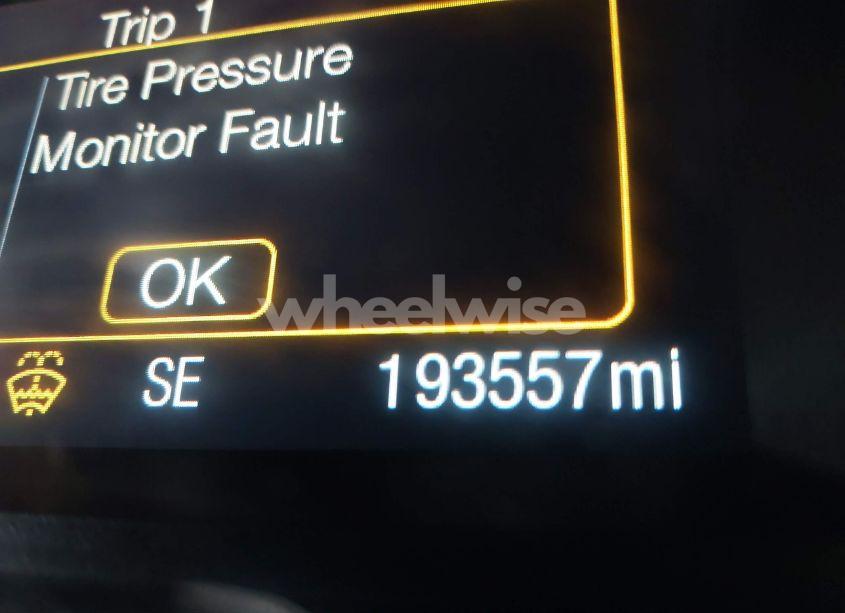 Trip 1
Tire Pressure
Monitor Fault
OK
wheelwise
SE 193557mi